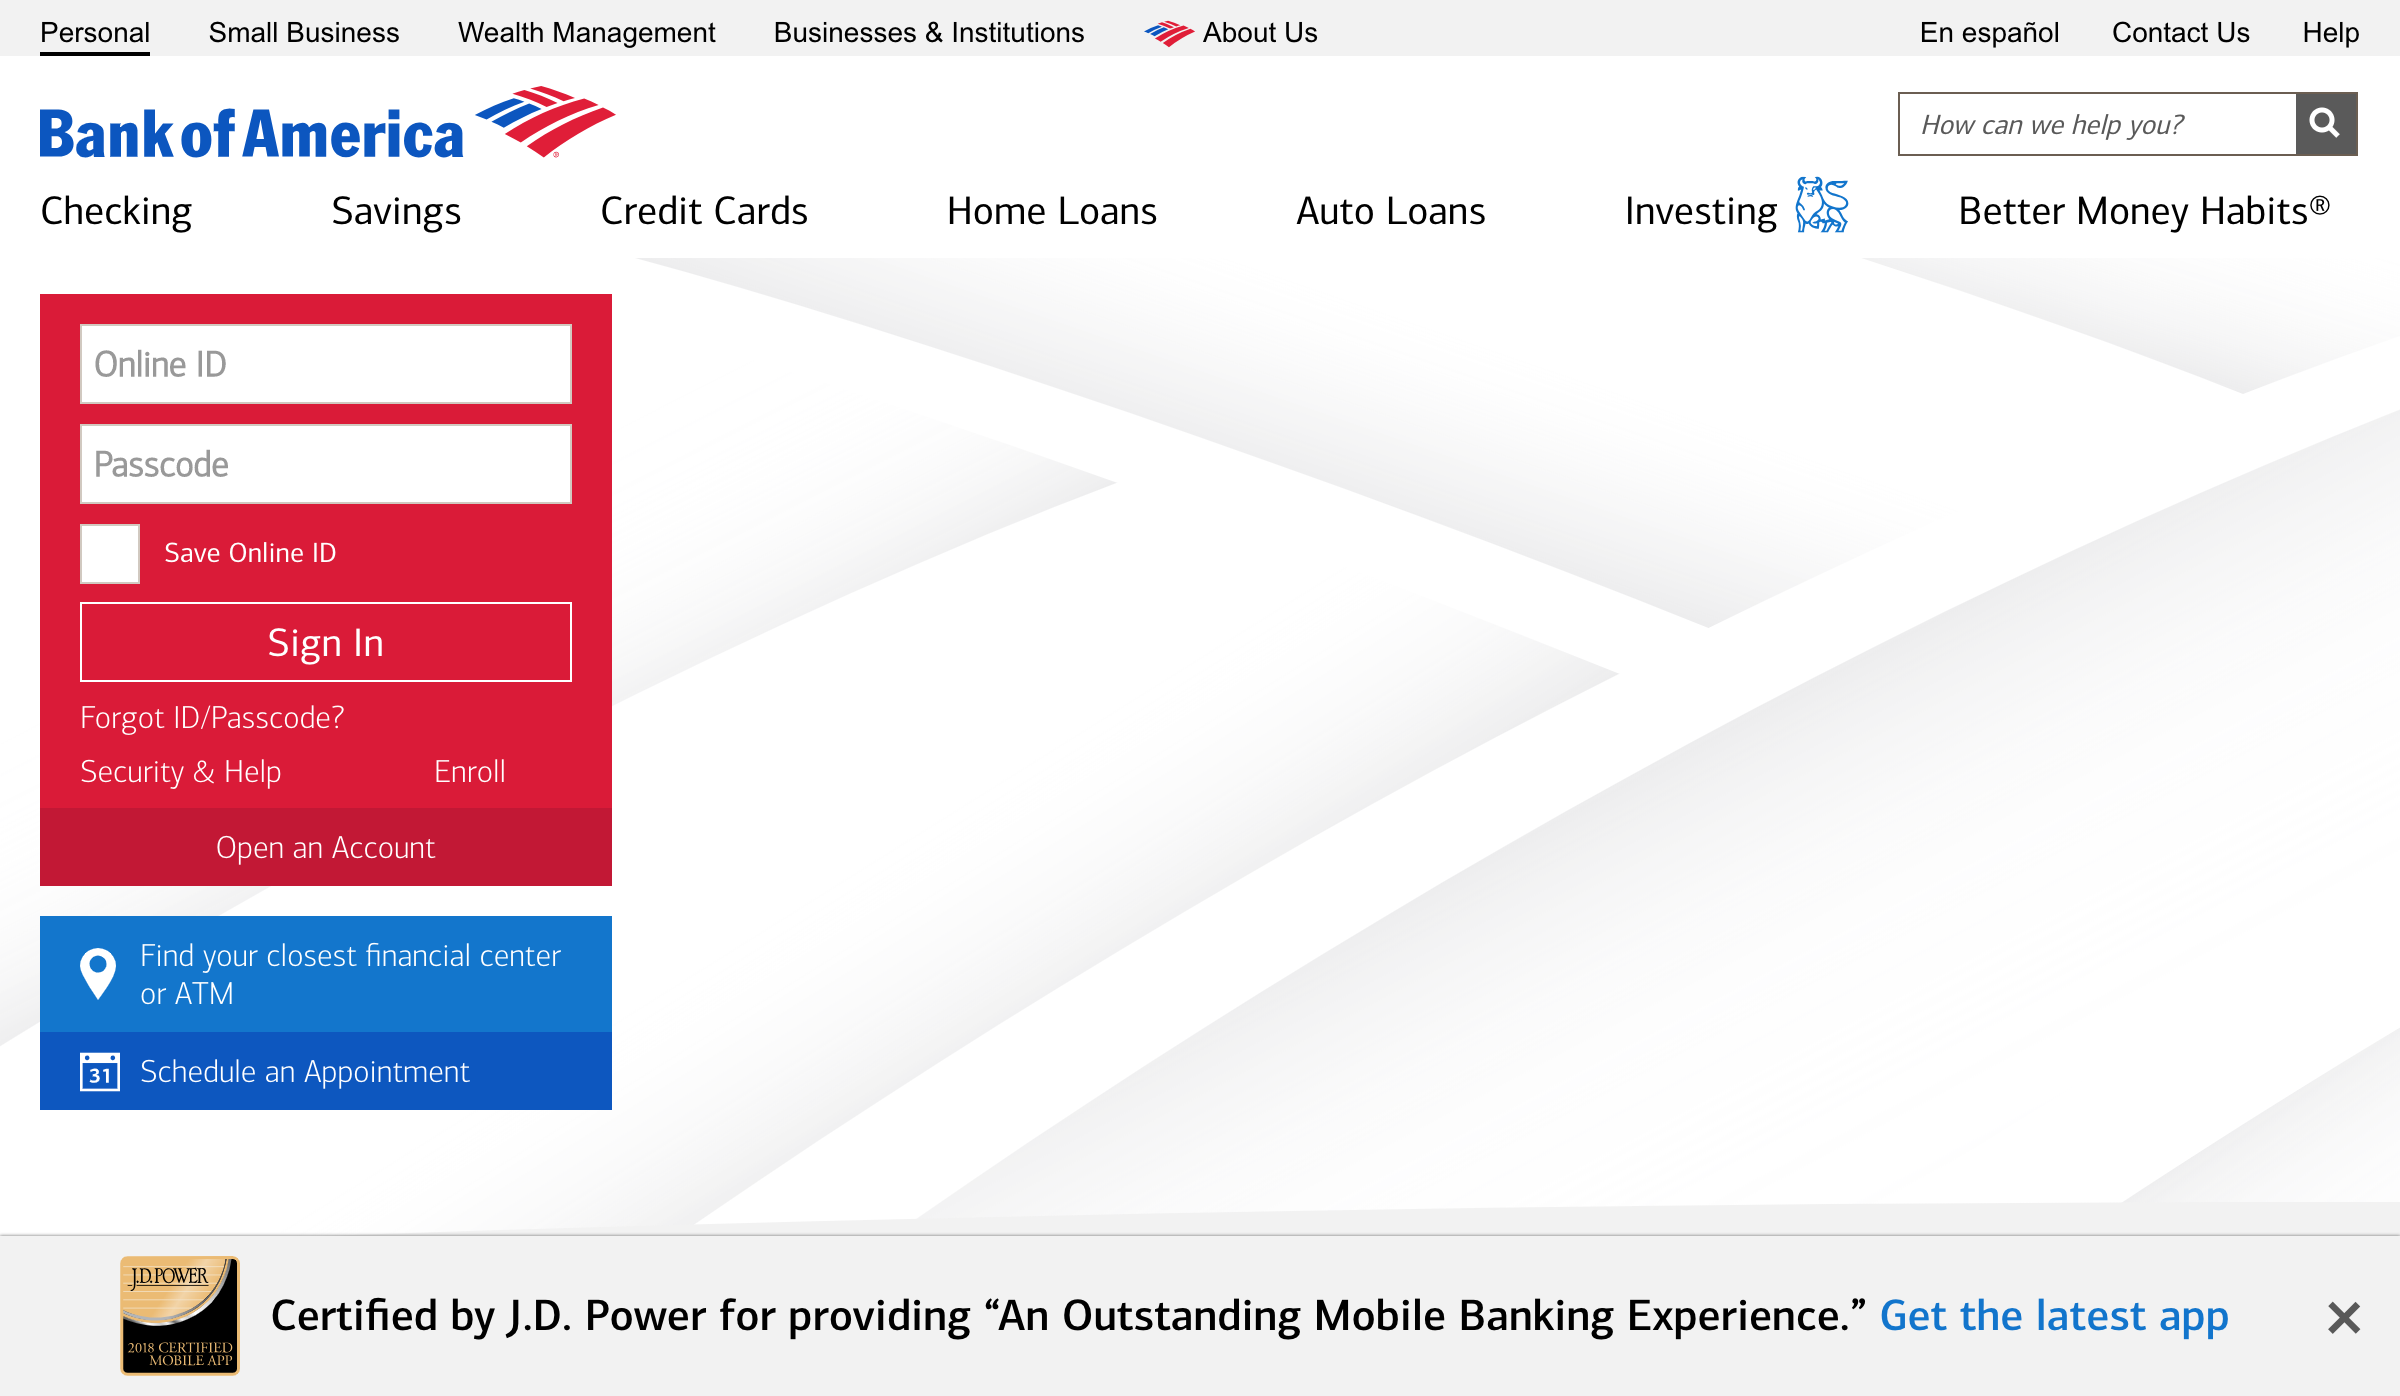 Personal Small Business Wealth Management Businesses & Institutions About Us En español Contact Us Help
Bank of America
How can we help you?
Checking Savings Credit Cards Home Loans Auto Loans Investing Better Money Habits®
Online ID
Passcode
Save Online ID
Sign In
Forgot ID/Passcode?
Security & Help Enroll
Open an Account
Find your closest financial center
or ATM
31 Schedule an Appointment
J.D. POWER
2018 CERTIFIED
MOBILE APP
Certified by J.D. Power for providing “An Outstanding Mobile Banking Experience.” Get the latest app